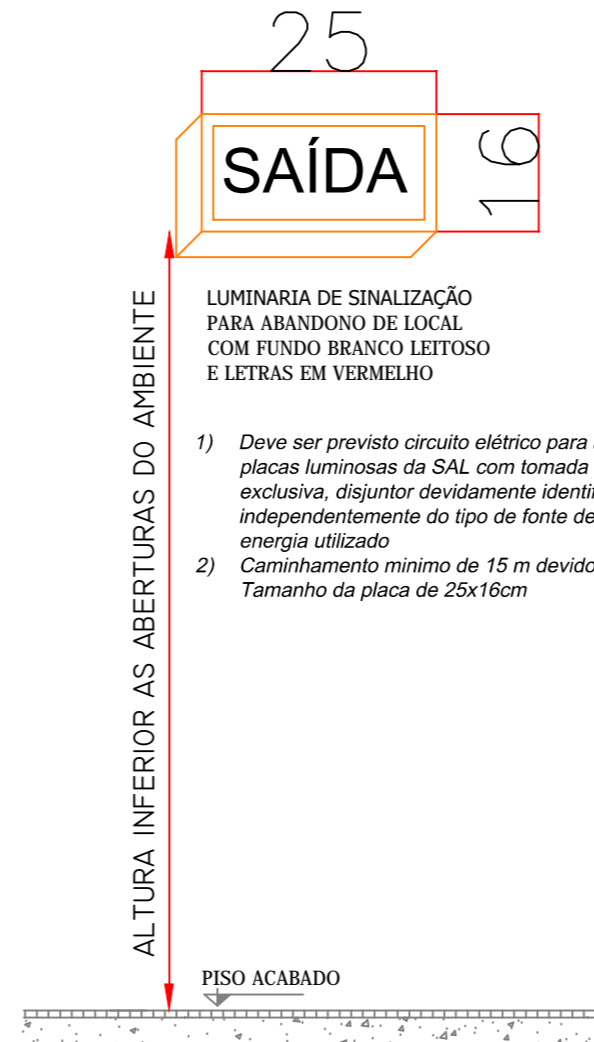 25
SAÍDA
16
LUMINARIA DE SINALIZAÇÃO
PARA ABANDONO DE LOCAL
COM FUNDO BRANCO LEITOSO
E LETRAS EM VERMELHO
ALTURA INFERIOR AS ABERTURAS DO AMBIENTE
1) Deve ser previsto circuito elétrico para
placas luminosas da SAL com tomada
exclusiva, disjuntor devidamente
independentemente do tipo de fonte de
energia utilizado
2) Caminhamento minimo de 15 m devido
Tamanho da placa de 25x16cm
PISO ACABADO